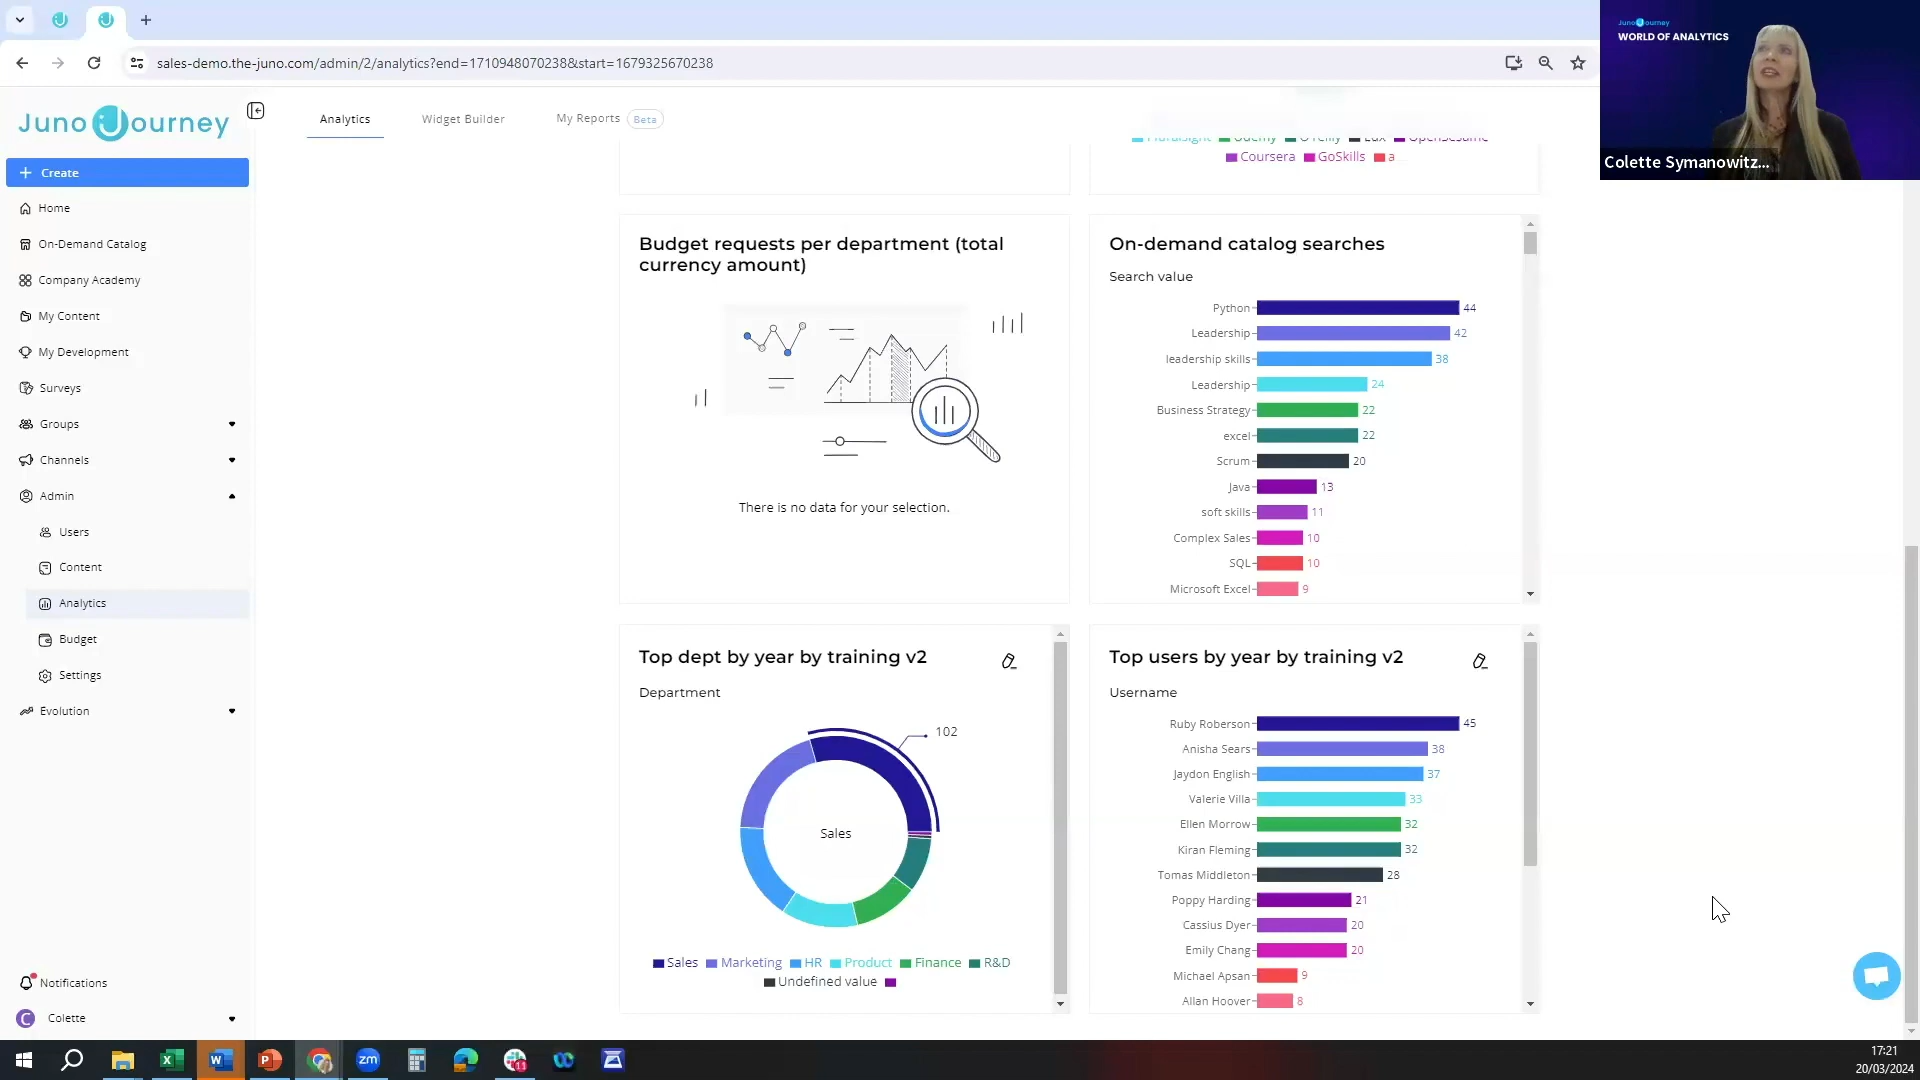 sales-demo.the-juno.com/admin/2/analytics?end=1710948070238&start=1679325670238
JunoJourney
WORLD OF ANALYTICS
Colette Symanowitz...
Juno Journey
Create
Home
On-Demand Catalog
Company Academy
My Content
My Development
Surveys
Groups
Channels
Admin
Users
Content
Analytics
Budget
Settings
Evolution
Notifications
C Colette
Analytics Widget Builder My Reports Beta
Pluralsight Udemy O'reilly EdX OpenSesame
Coursera GoSkills a
Budget requests per department (total
currency amount)
There is no data for your selection.
On-demand catalog searches
Search value
Python 44
Leadership 42
leadership skills 38
Leadership 24
Business Strategy 22
excel 22
Scrum 20
Java 13
soft skills 11
Complex Sales 10
SQL 10
Microsoft Excel 9
Top dept by year by training v2
Department
102
Sales
Sales Marketing HR Product Finance R&D
Undefined value
Top users by year by training v2
Username
Ruby Roberson 45
Anisha Sears 38
Jaydon English 37
Valerie Villa 33
Ellen Morrow 32
Kiran Fleming 32
Tomas Middleton 28
Poppy Harding 21
Cassius Dyer 20
Emily Chang 20
Michael Apsan 9
Allan Hoover 8
17:21
20/03/2024